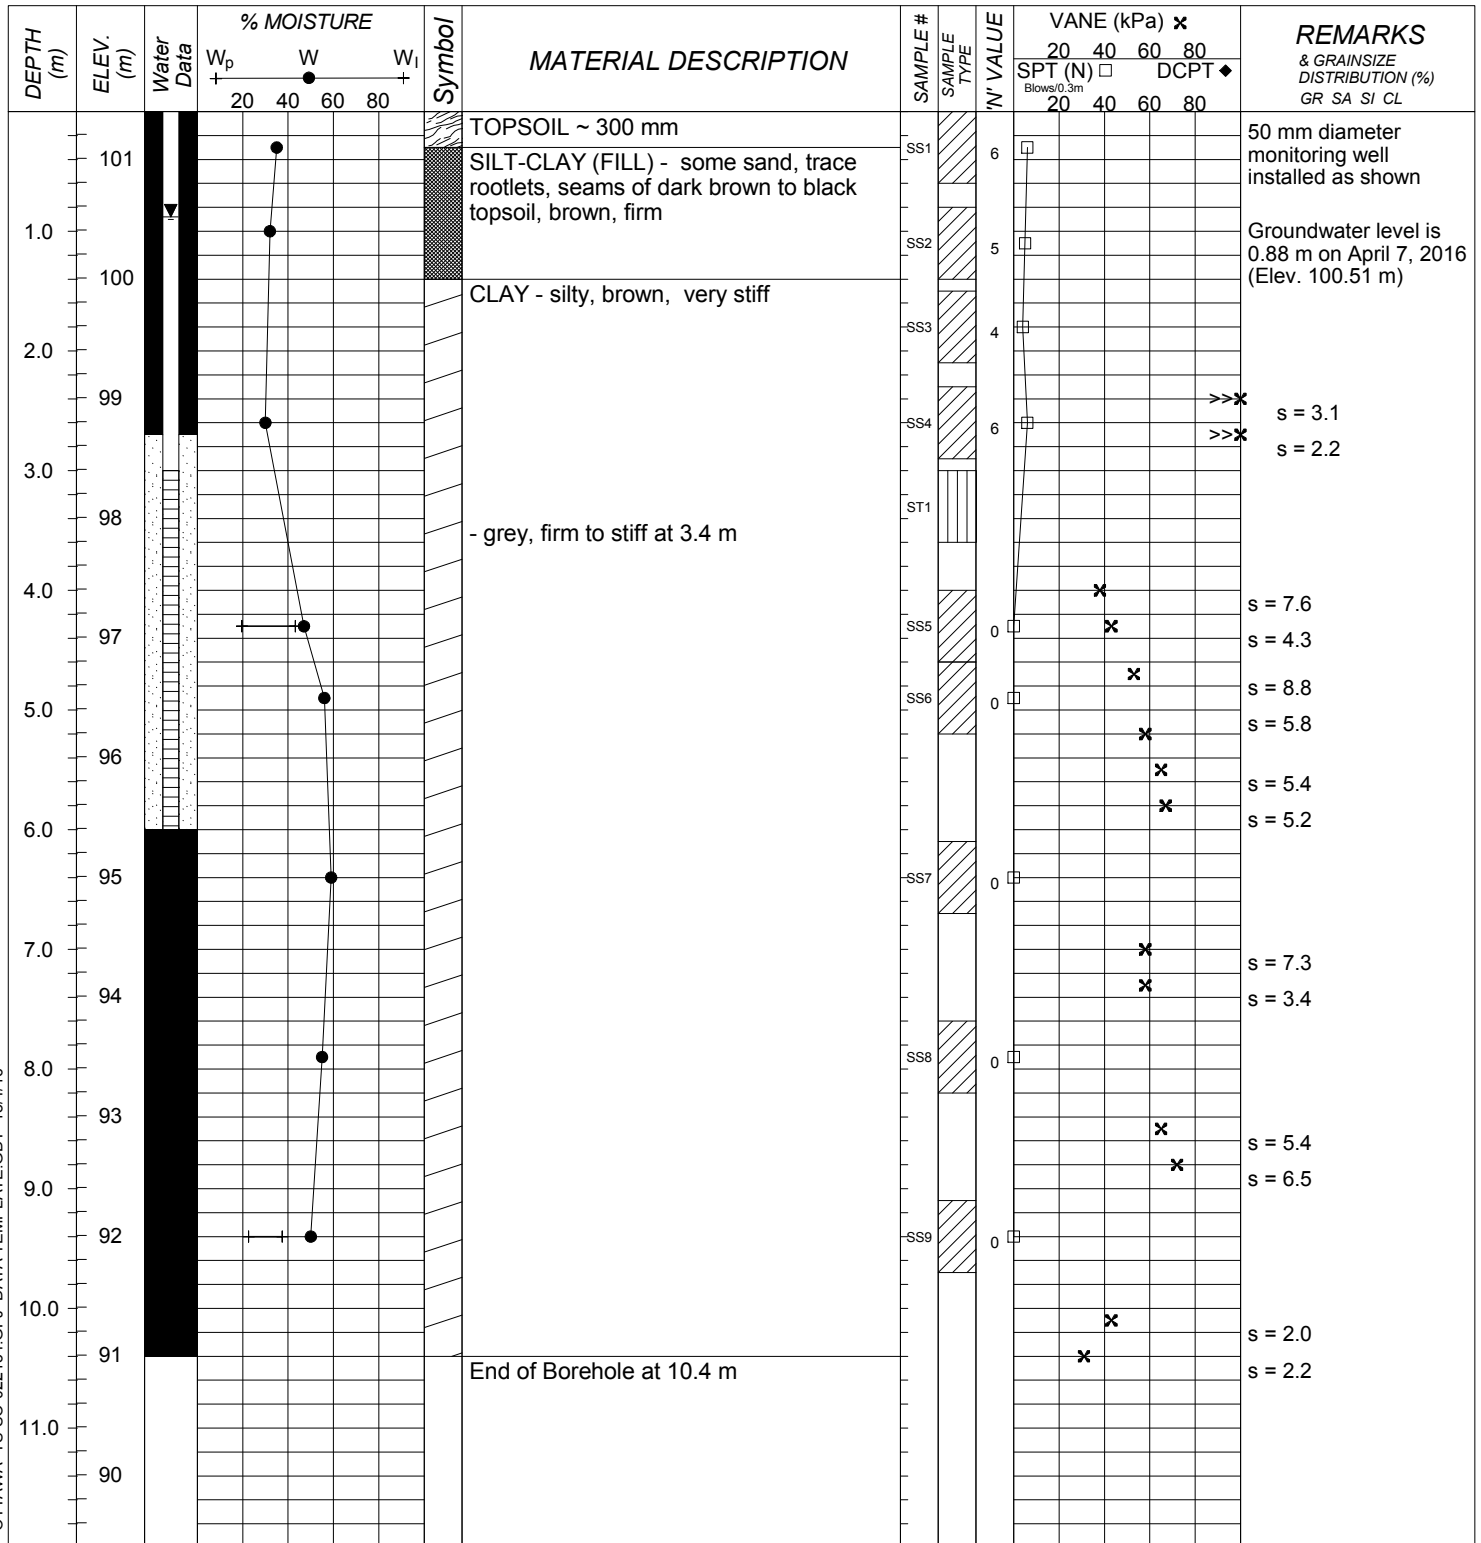 DEPTH (m)
ELEV. (m)
Water Data
% MOISTURE
Wp W Wl
20 40 60 80
Symbol
MATERIAL DESCRIPTION
SAMPLE #
SAMPLE TYPE
'N' VALUE
VANE (kPa)
20 40 60 80
SPT (N) DCPT
Blows/0.3m
20 40 60 80
REMARKS
& GRAINSIZE
DISTRIBUTION (%)
GR SA SI CL
TOPSOIL ~ 300 mm
SILT-CLAY (FILL) - some sand, trace
rootlets, seams of dark brown to black
topsoil, brown, firm
CLAY - silty, brown, very stiff
- grey, firm to stiff at 3.4 m
End of Borehole at 10.4 m
1.0
2.0
3.0
4.0
5.0
6.0
7.0
8.0
9.0
10.0
11.0
101
100
99
98
97
96
95
94
93
92
91
90
SS1
SS2
SS3
SS4
ST1
SS5
SS6
SS7
SS8
SS9
6
5
4
6
0
0
0
0
0
>>
>>
50 mm diameter
monitoring well
installed as shown
Groundwater level is
0.88 m on April 7, 2016
(Elev. 100.51 m)
s = 3.1
s = 2.2
s = 7.6
s = 4.3
s = 8.8
s = 5.8
s = 5.4
s = 5.2
s = 7.3
s = 3.4
s = 5.4
s = 6.5
s = 2.0
s = 2.2